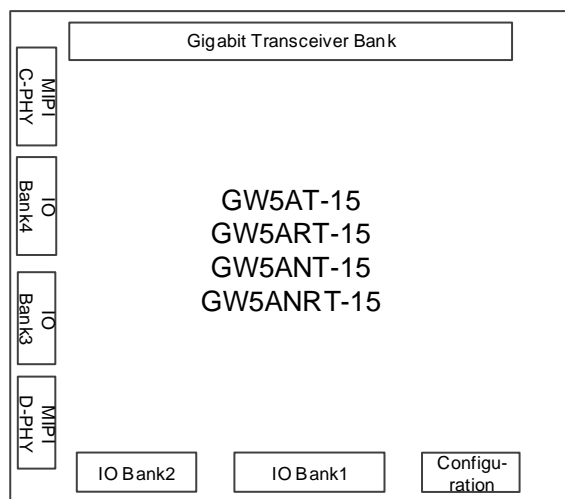 Gigabit Transceiver Bank
MIPI
C-PHY
IO
Bank4
IO
Bank3
MIPI
D-PHY
GW5AT-15
GW5ART-15
GW5ANT-15
GW5ANRT-15
IO Bank2
IO Bank1
Configu-
ration